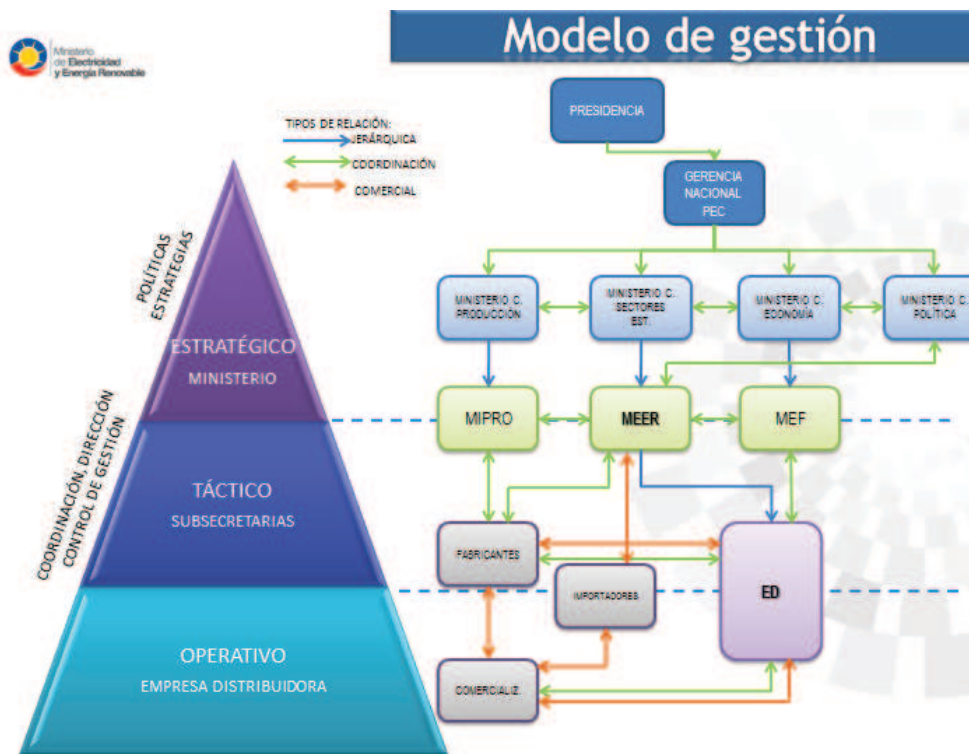 Modelo de gestión
Ministerio
de Electricidad
y Energía Renovable
TIPOS DE RELACIÓN:
JERÁRQUICA
COORDINACIÓN
COMERCIAL
PRESIDENCIA
GERENCIA
NACIONAL
PEC
POLÍTICAS
ESTRATEGIAS
MINISTERIO C.
PRODUCCIÓN
MINISTERIO C.
SECTORES
EST.
MINISTERIO C.
ECONOMÍA
MINISTERIO C.
POLÍTICA
ESTRATÉGICO
MINISTERIO
MIPRO
MEER
MEF
COORDINACIÓN, DIRECCIÓN
CONTROL DE GESTIÓN
TÁCTICO
SUBSECRETARIAS
FABRICANTES
IMPORTADORES
ED
OPERATIVO
EMPRESA DISTRIBUIDORA
COMERCIALIZ.